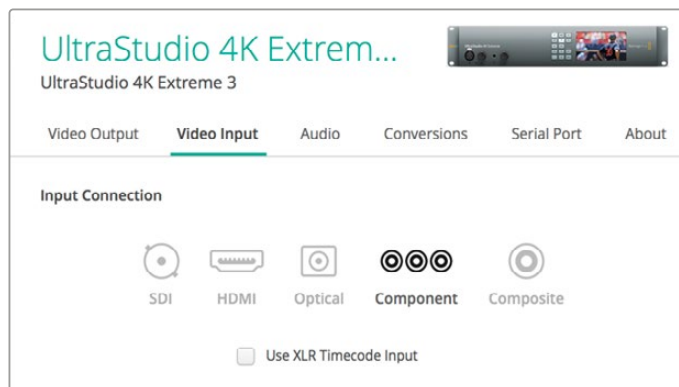 UltraStudio 4K Extrem...
UltraStudio 4K Extreme 3
Video Output Video Input Audio Conversions Serial Port About
Input Connection
SDI HDMI Optical Component Composite
Use XLR Timecode Input